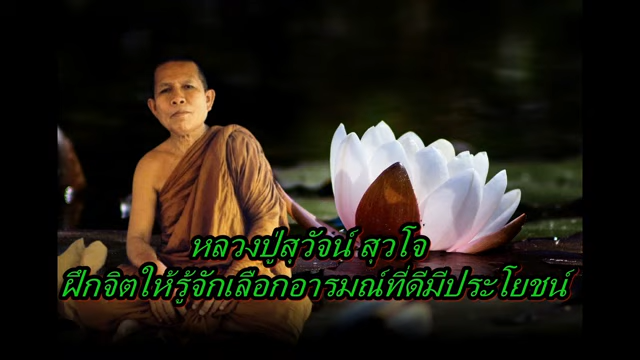 หลวงปู่สุวัจน์ สุวโจ
ฝึกจิตให้รู้จักเลือกอารมณ์ที่ดีมีประโยชน์